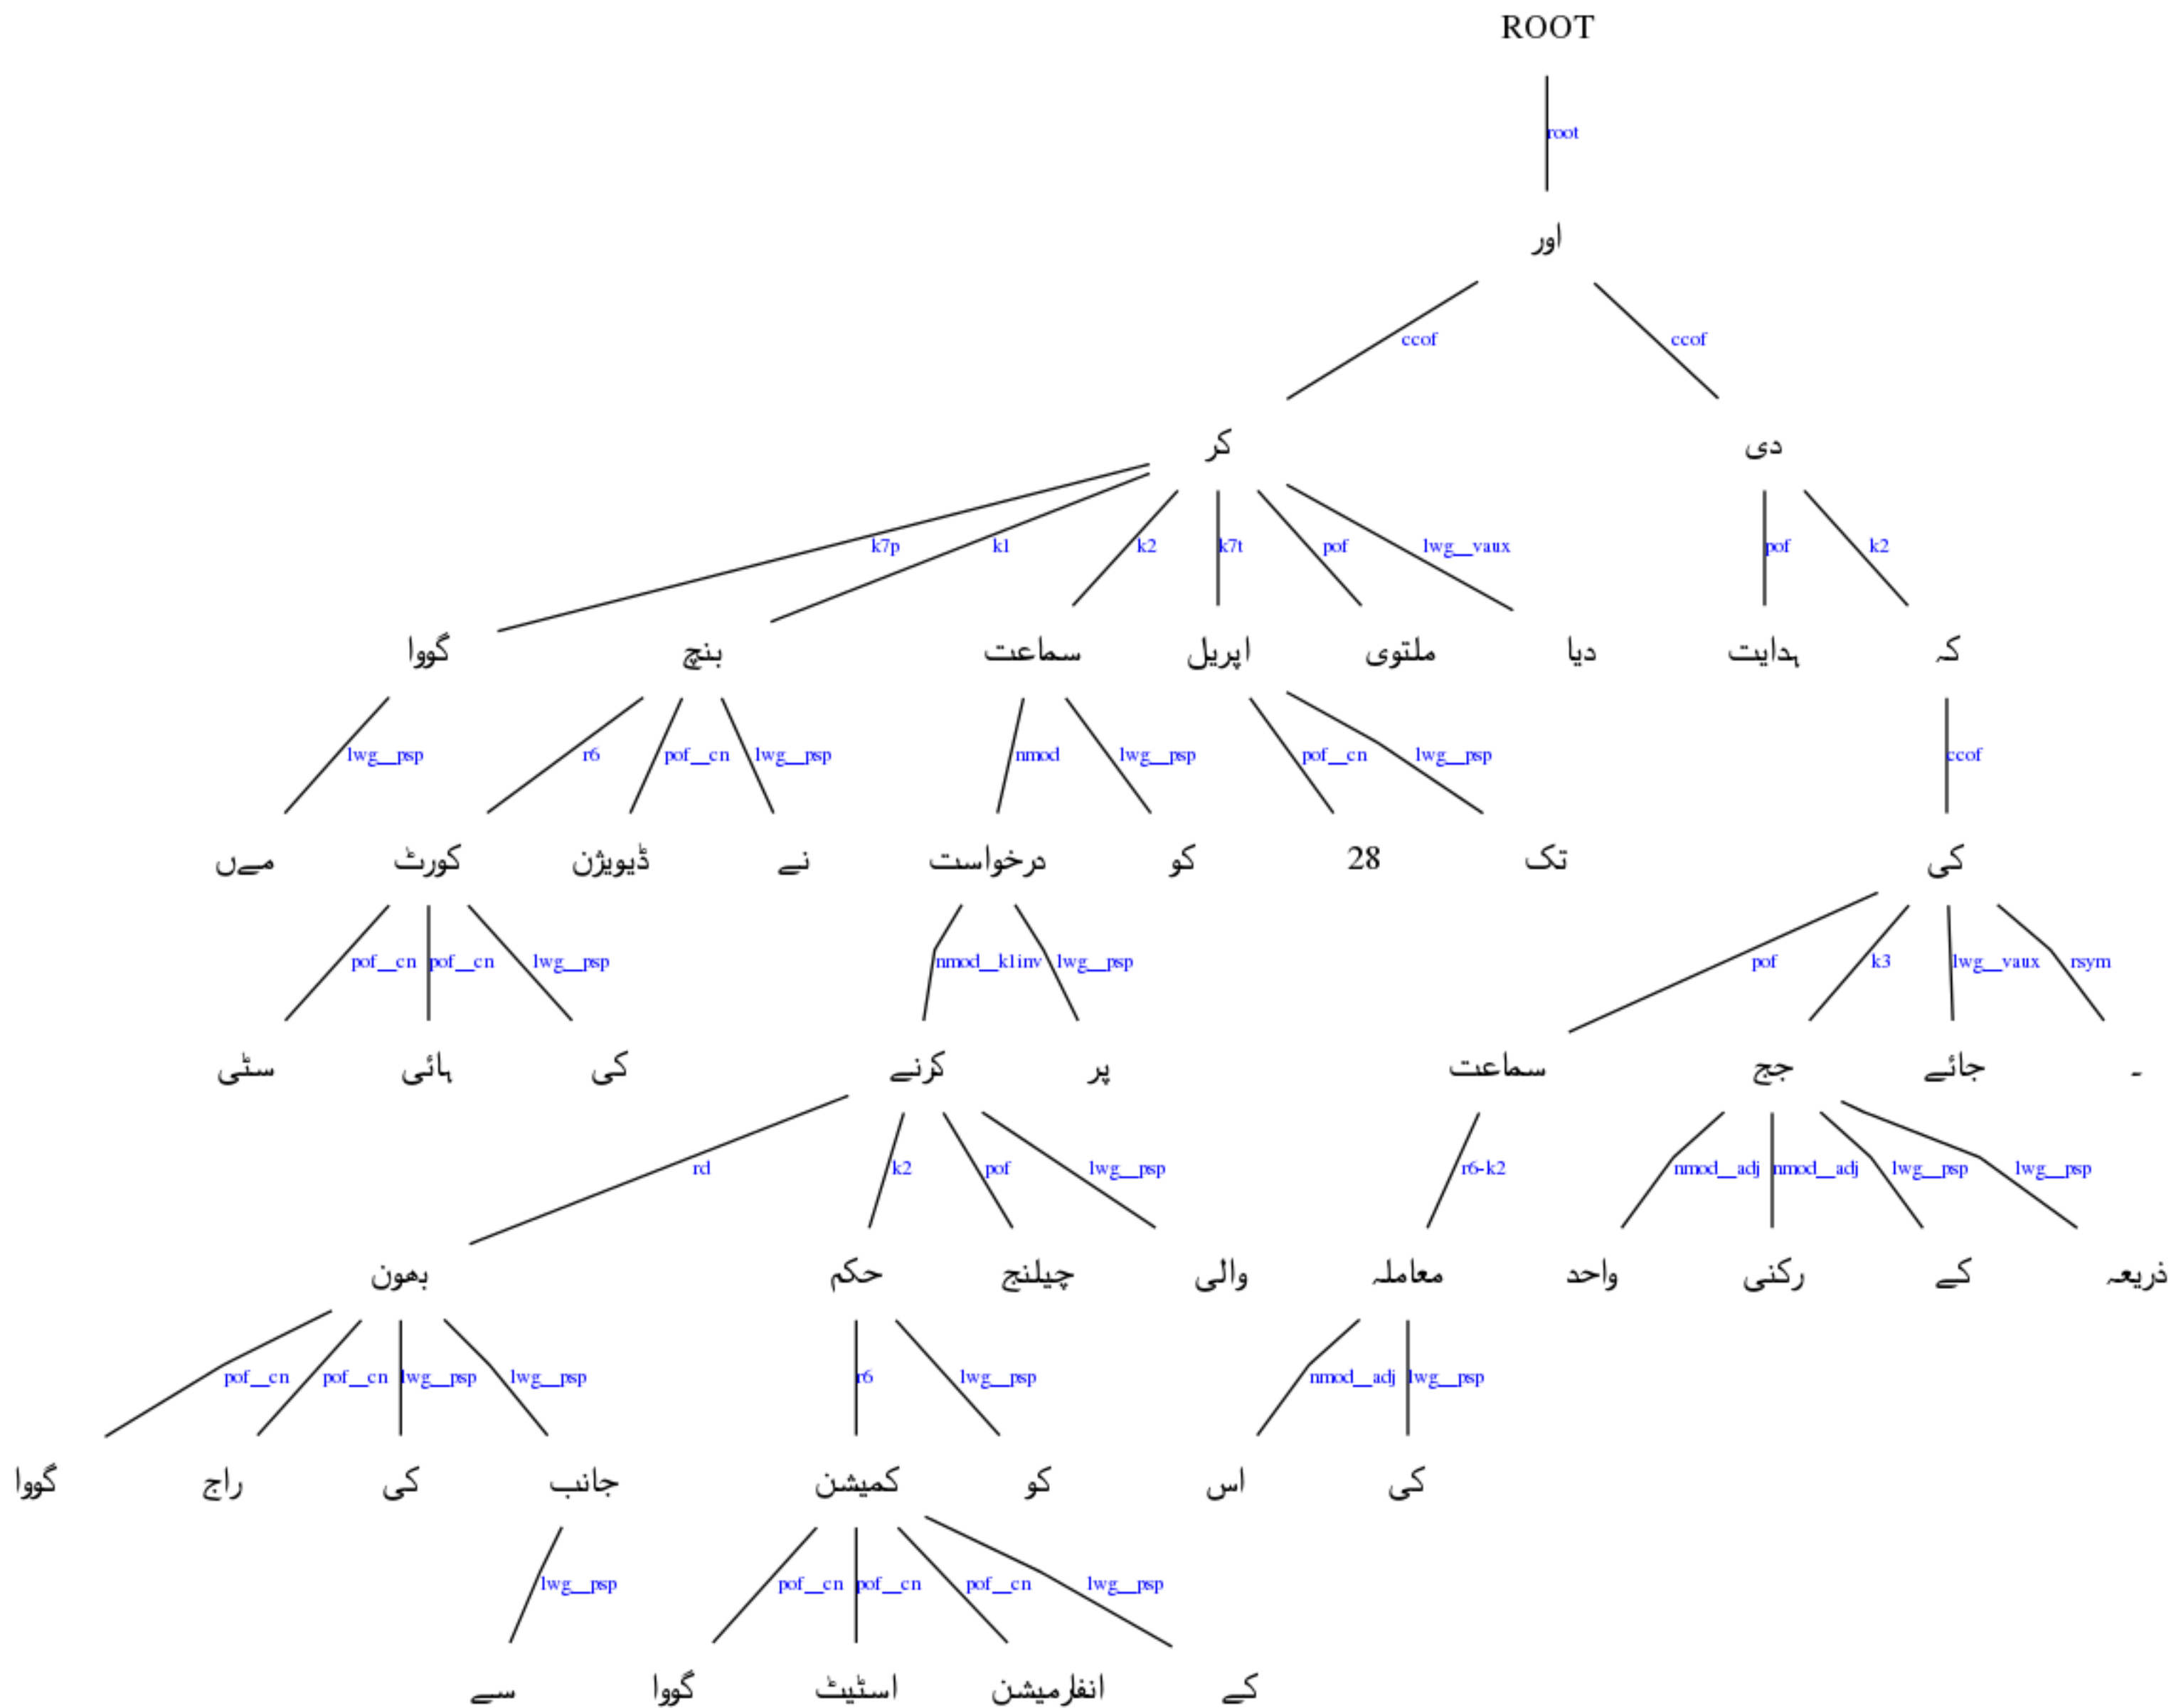 ROOT
root
اور
ccof ccof
کر دی
k7p k1 k2 k7t pof lwg__vaux pof k2
گووا بنچ سماعت اپریل ملتوی دیا ہدایت کہ
lwg__psp r6 pof__cn lwg__psp nmod lwg__psp pof__cn lwg__psp ccof
مےں کورٹ ڈیویژن نے درخواست کو 28 تک کی
pof__cn pof__cn lwg__psp nmod__k1inv lwg__psp pof k3 lwg__vaux rsym
سٹی ہائی کی کرنے پر سماعت جج جائے ۔
rd k2 pof lwg__psp r6-k2 nmod__adj nmod__adj lwg__psp lwg__psp
بھون حکم چیلنج والی معاملہ واحد رکنی کے ذریعہ
pof__cn pof__cn lwg__psp lwg__psp r6 lwg__psp nmod__adj lwg__psp
گووا راج کی جانب کمیشن کو اس کی
lwg__psp pof__cn pof__cn pof__cn lwg__psp
سے گووا اسٹیٹ انفارمیشن کے